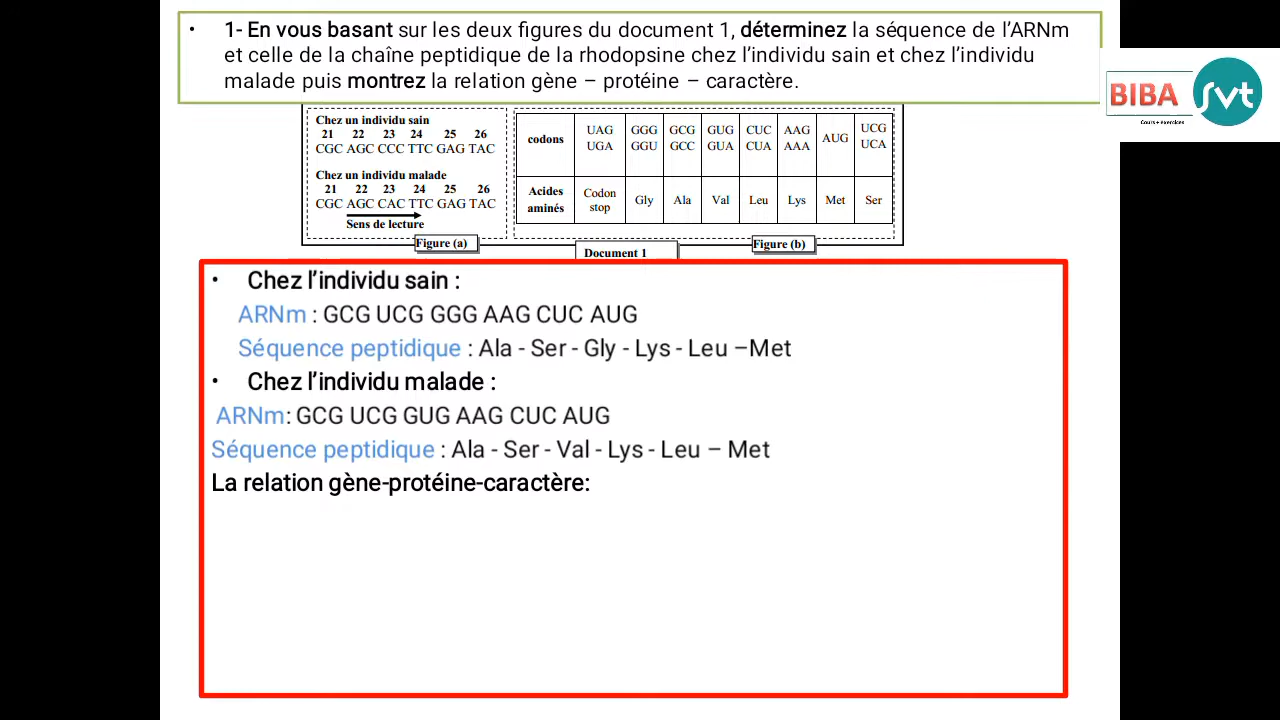 • 1- En vous basant sur les deux figures du document 1, déterminez la séquence de l'ARNm
et celle de la chaîne peptidique de la rhodopsine chez l'individu sain et chez l'individu
malade puis montrez la relation gène – protéine – caractère.
BIBA svt
Cours + exercices
Chez un individu sain
21 22 23 24 25 26
CGC AGC CCC TTC GAG TAC
Chez un individu malade
21 22 23 24 25 26
CGC AGC CAC TTC GAG TAC
Sens de lecture
Figure (a)
codons UAG GGG GCG GUG CUC AAG AUG UCG
UGA GGU GCC GUA CUA AAA UCA
Acides aminés Codon stop Gly Ala Val Leu Lys Met Ser
Figure (b)
Document 1
• Chez l'individu sain :
ARNm : GCG UCG GGG AAG CUC AUG
Séquence peptidique : Ala - Ser - Gly - Lys - Leu –Met
• Chez l'individu malade :
ARNm: GCG UCG GUG AAG CUC AUG
Séquence peptidique : Ala - Ser - Val - Lys - Leu – Met
La relation gène-protéine-caractère: